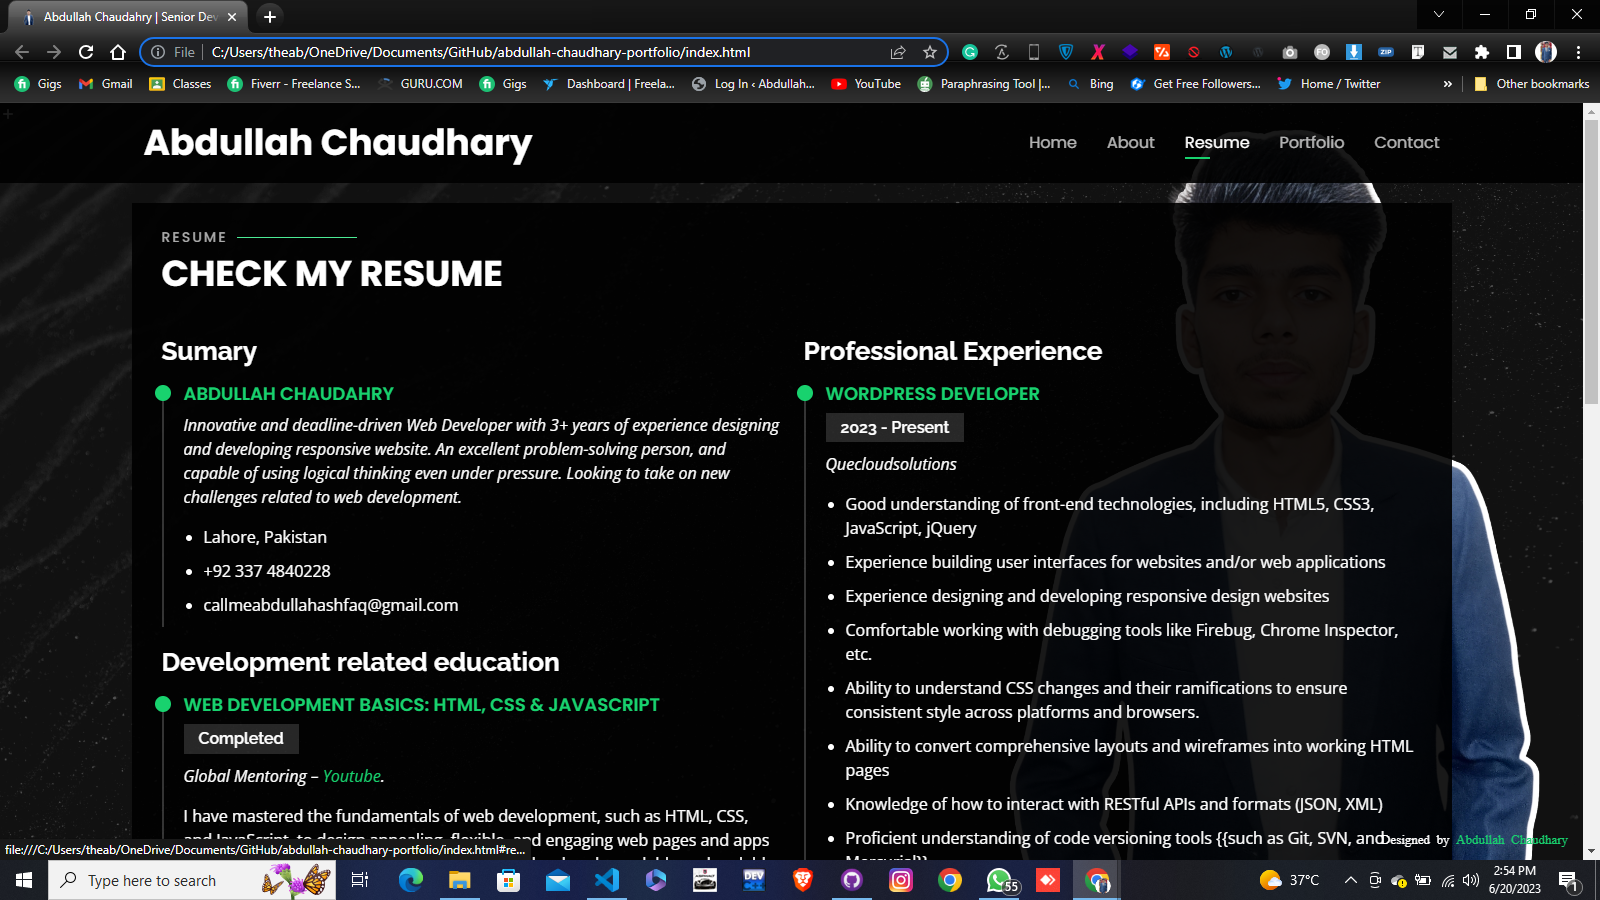 Abdullah Chaudahry | Senior Dev
File
C:/Users/theab/OneDrive/Documents/GitHub/abdullah-chaudhary-portfolio/index.html
Gigs
Gmail
Classes
Fiverr - Freelance S...
GURU.COM
Gigs
Dashboard | Freela...
Log In ‹ Abdullah...
YouTube
Paraphrasing Tool |...
Bing
Get Free Followers...
Home / Twitter
»
Other bookmarks
Abdullah Chaudhary
Home
About
Resume
Portfolio
Contact
RESUME
CHECK MY RESUME
Sumary
ABDULLAH CHAUDAHRY
Innovative and deadline-driven Web Developer with 3+ years of experience designing
and developing responsive website. An excellent problem-solving person, and
capable of using logical thinking even under pressure. Looking to take on new
challenges related to web development.
Lahore, Pakistan
+92 337 4840228
callmeabdullahashfaq@gmail.com
Development related education
WEB DEVELOPMENT BASICS: HTML, CSS & JAVASCRIPT
Completed
Global Mentoring – Youtube.
I have mastered the fundamentals of web development, such as HTML, CSS,
and JavaScript, to design appealing, flexible, and engaging web pages and apps
Professional Experience
WORDPRESS DEVELOPER
2023 - Present
Quecloudsolutions
Good understanding of front-end technologies, including HTML5, CSS3,
JavaScript, jQuery
Experience building user interfaces for websites and/or web applications
Experience designing and developing responsive design websites
Comfortable working with debugging tools like Firebug, Chrome Inspector,
etc.
Ability to understand CSS changes and their ramifications to ensure
consistent style across platforms and browsers.
Ability to convert comprehensive layouts and wireframes into working HTML
pages
Knowledge of how to interact with RESTful APIs and formats (JSON, XML)
Proficient understanding of code versioning tools {{such as Git, SVN, and
Mercurial}}
Designed by Abdullah Chaudhary
file:///C:/Users/theab/OneDrive/Documents/GitHub/abdullah-chaudhary-portfolio/index.html#re...
Type here to search
DEV
55
37°C
2:54 PM
6/20/2023
1